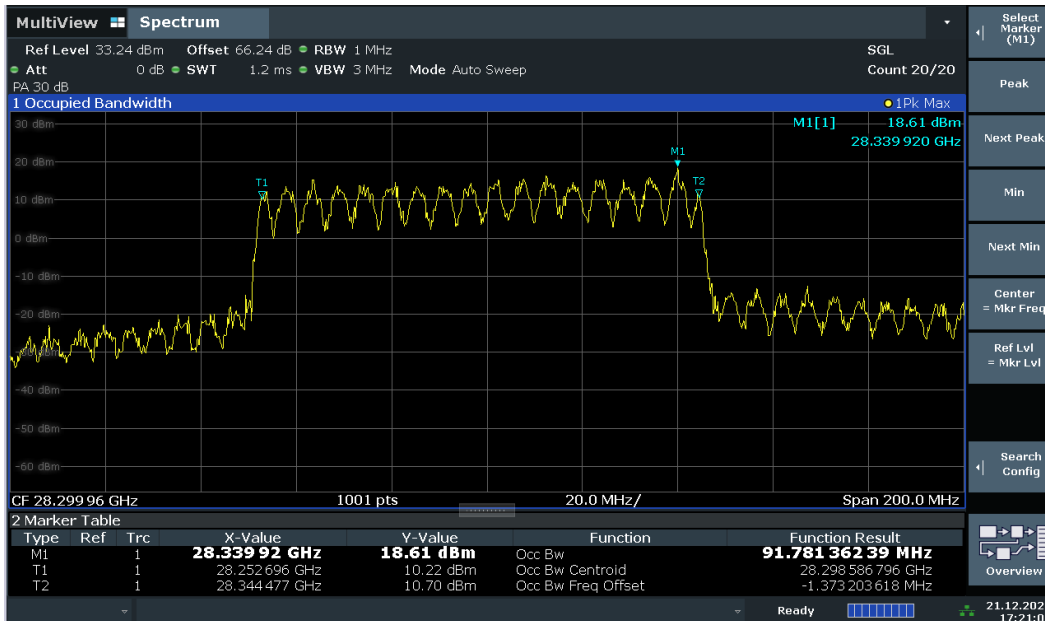 MultiView Spectrum
Ref Level 33.24 dBm Offset 66.24 dB RBW 1 MHz SGL
Att 0 dB SWT 1.2 ms VBW 3 MHz Mode Auto Sweep Count 20/20
PA 30 dB
1 Occupied Bandwidth 1Pk Max
30 dBm M1[1] 18.61 dBm
28.339 920 GHz
M1
20 dBm
T1 T2
10 dBm
0 dBm
-10 dBm
-20 dBm
-40 dBm
-50 dBm
-60 dBm
CF 28.299 96 GHz 1001 pts 20.0 MHz/ Span 200.0 MHz
2 Marker Table
Type Ref Trc X-Value Y-Value Function Function Result
M1 1 28.339 92 GHz 18.61 dBm Occ Bw 91.781 362 39 MHz
T1 1 28.252 696 GHz 10.22 dBm Occ Bw Centroid 28.298 586 796 GHz
T2 1 28.344 477 GHz 10.70 dBm Occ Bw Freq Offset -1.373 203 618 MHz
Ready 21.12.202
17:21:0
Select
Marker
(M1)
Peak
Next Peak
Min
Next Min
Center
= Mkr Freq
Ref Lvl
= Mkr Lvl
Search
Config
Overview